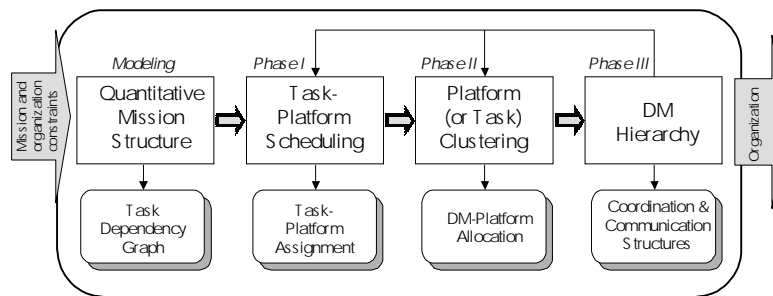 Modeling
Phase I
Phase II
Phase III
Mission and
organization
constraints
Quantitative
Mission
Structure
Task-
Platform
Scheduling
Platform
(or Task)
Clustering
DM
Hierarchy
Organization
Task
Dependency
Graph
Task-
Platform
Assignment
DM-Platform
Allocation
Coordination &
Communication
Structures